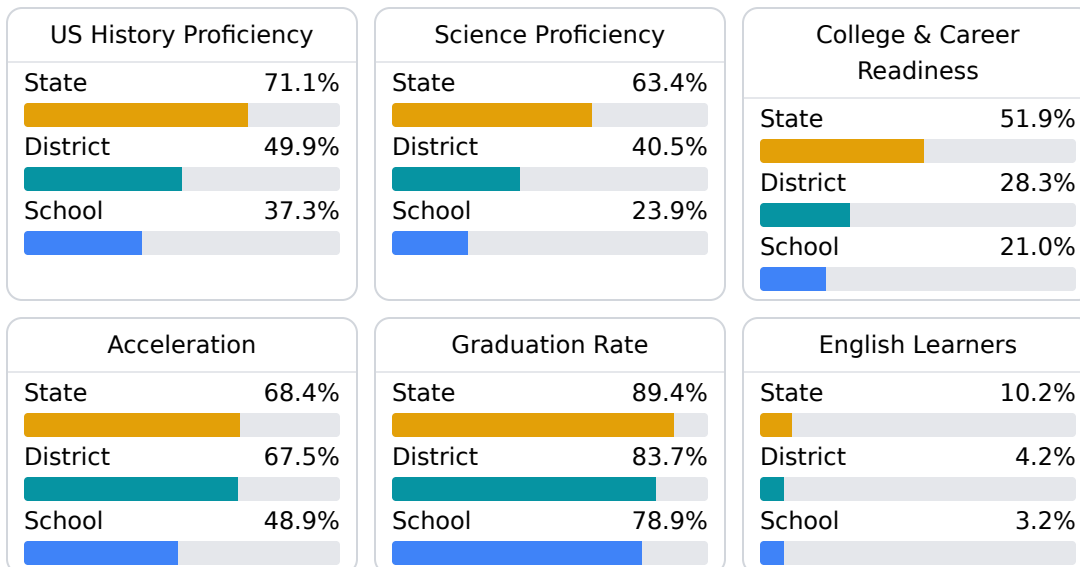 US History Proficiency
State 71.1%
District 49.9%
School 37.3%
Science Proficiency
State 63.4%
District 40.5%
School 23.9%
College & Career
Readiness
State 51.9%
District 28.3%
School 21.0%
Acceleration
State 68.4%
District 67.5%
School 48.9%
Graduation Rate
State 89.4%
District 83.7%
School 78.9%
English Learners
State 10.2%
District 4.2%
School 3.2%